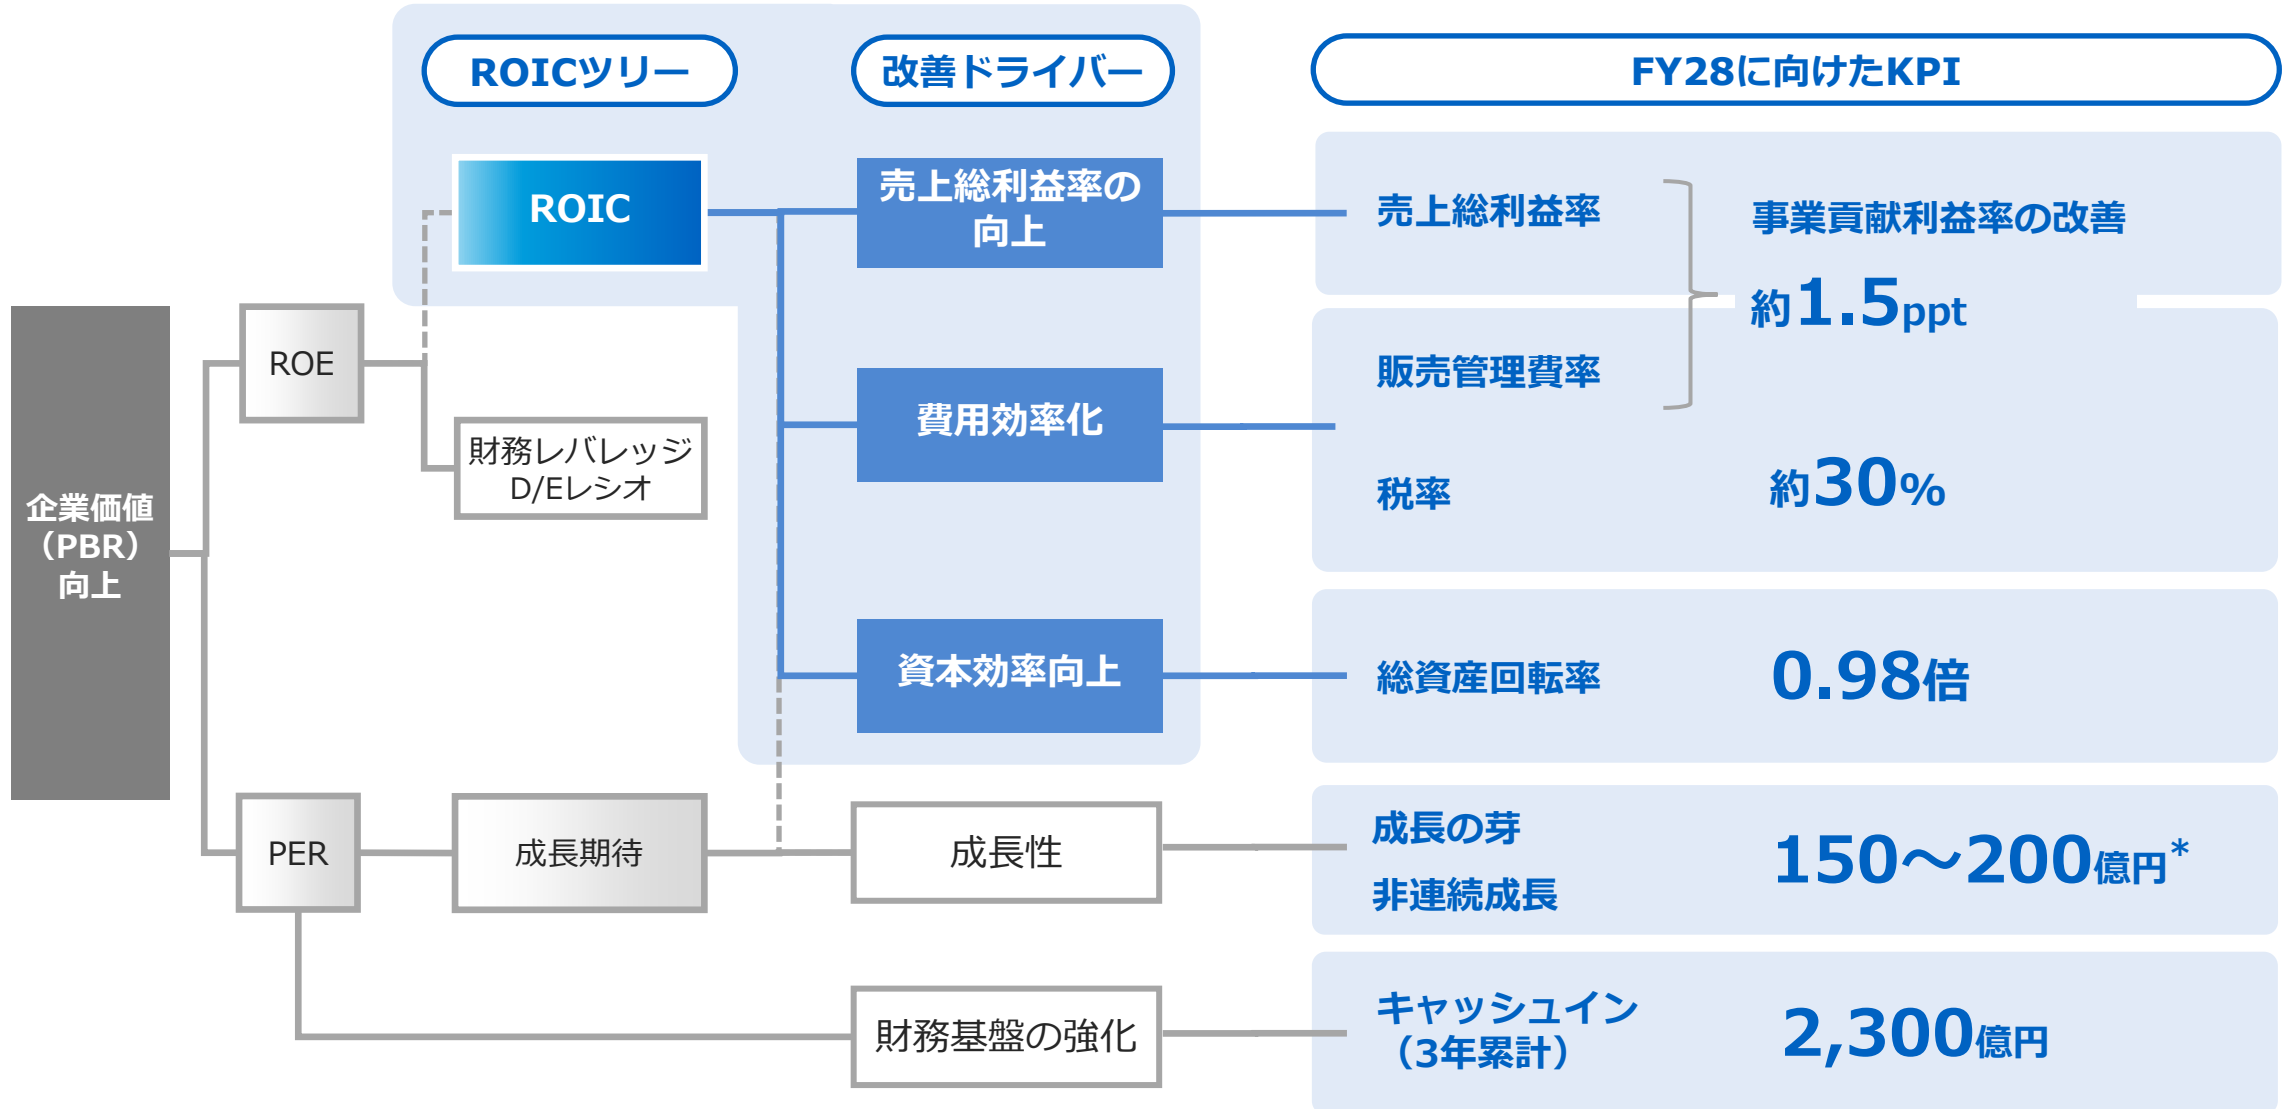 ROICツリー
改善ドライバー
FY28に向けたKPI
ROIC
売上総利益率の
向上
売上総利益率
事業貢献利益率の改善
約1.5ppt
ROE
販売管理費率
費用効率化
財務レバレッジ
D/Eレシオ
税率
約30%
企業価値
（PBR）
向上
資本効率向上
総資産回転率
0.98倍
PER
成長期待
成長性
成長の芽
非連続成長
150～200億円*
財務基盤の強化
キャッシュイン
（3年累計）
2,300億円